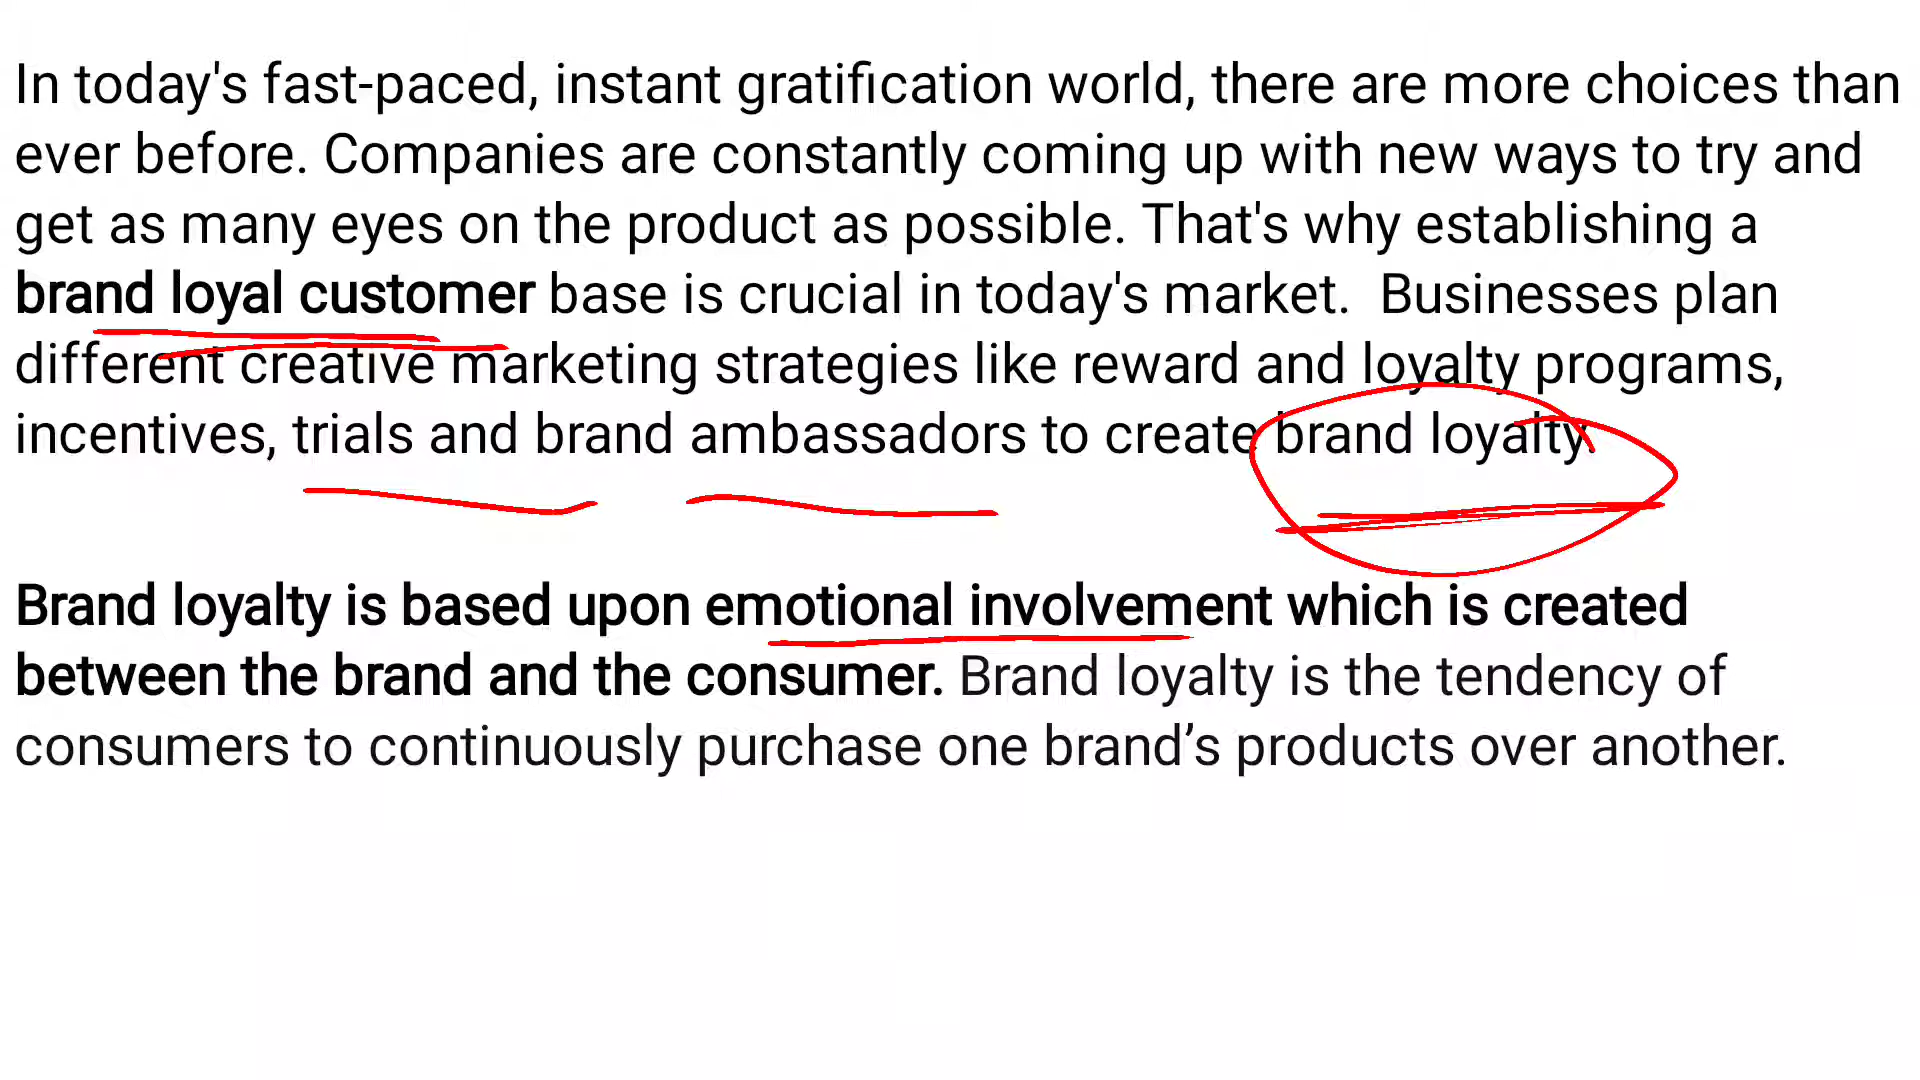 In today's fast-paced, instant gratification world, there are more choices than
ever before. Companies are constantly coming up with new ways to try and
get as many eyes on the product as possible. That's why establishing a
brand loyal customer base is crucial in today's market.  Businesses plan
different creative marketing strategies like reward and loyalty programs,
incentives, trials and brand ambassadors to create brand loyalty.
Brand loyalty is based upon emotional involvement which is created
between the brand and the consumer. Brand loyalty is the tendency of
consumers to continuously purchase one brand’s products over another.